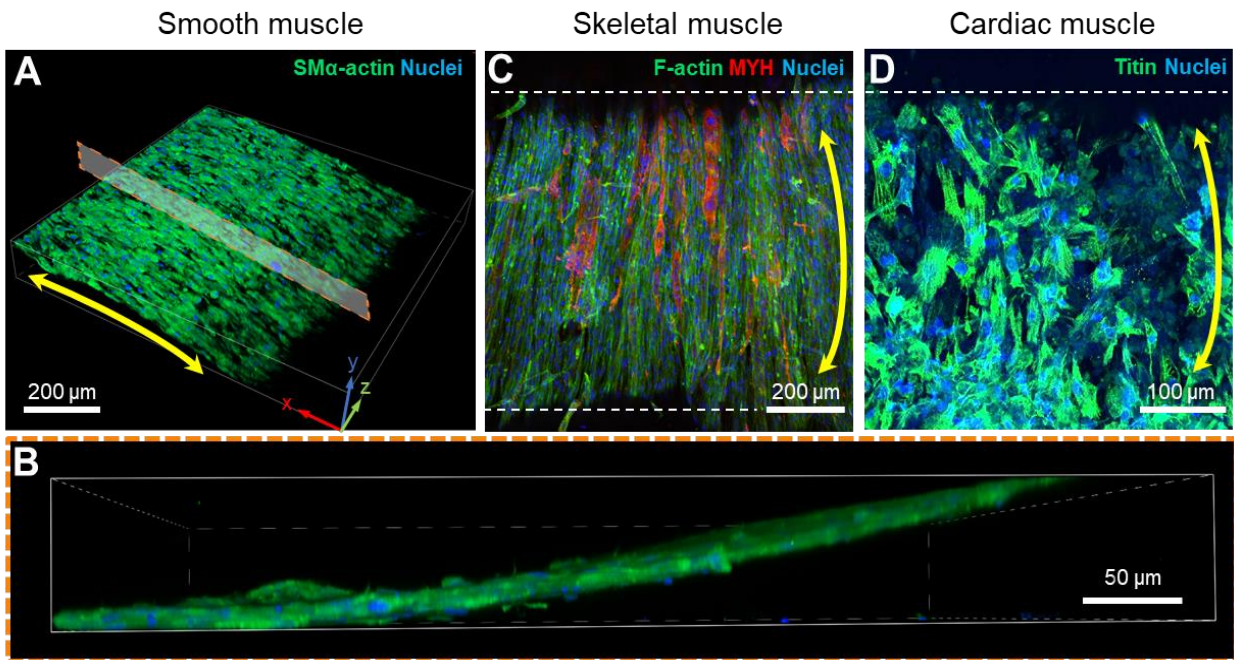 Smooth muscle
Skeletal muscle
Cardiac muscle
A
SMα-actin Nuclei
C
F-actin MYH Nuclei
D
Titin Nuclei
y
z
x
200 µm
200 µm
100 µm
B
50 µm